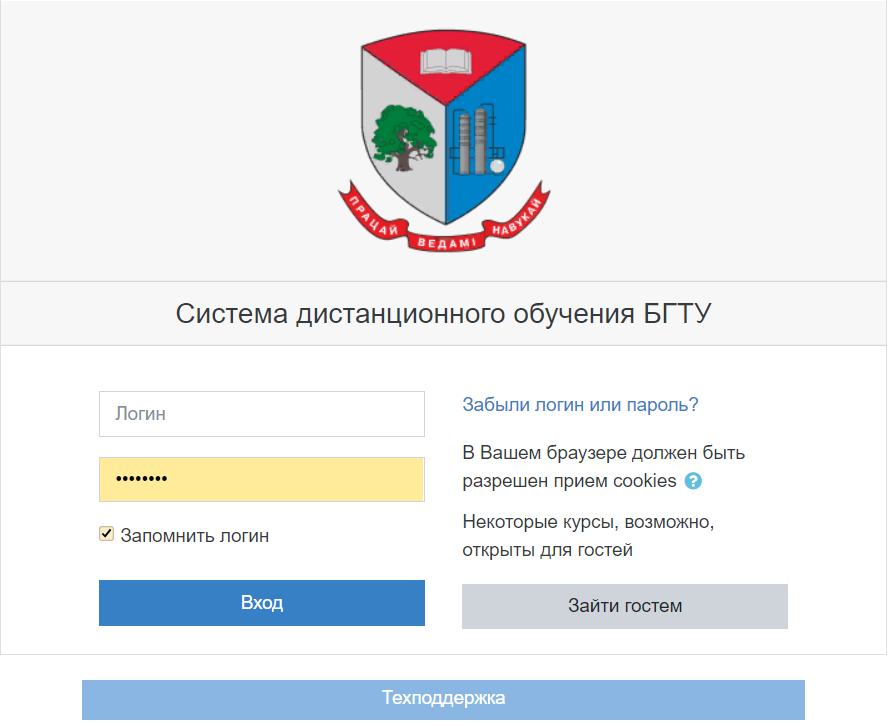 ПРАЦАЙ ВЕДАМІ НАВУКАЙ
Система дистанционного обучения БГТУ
Логин
••••••••
Запомнить логин
Вход
Забыли логин или пароль?
В Вашем браузере должен быть
разрешен прием cookies ?
Некоторые курсы, возможно,
открыты для гостей
Зайти гостем
Техподдержка